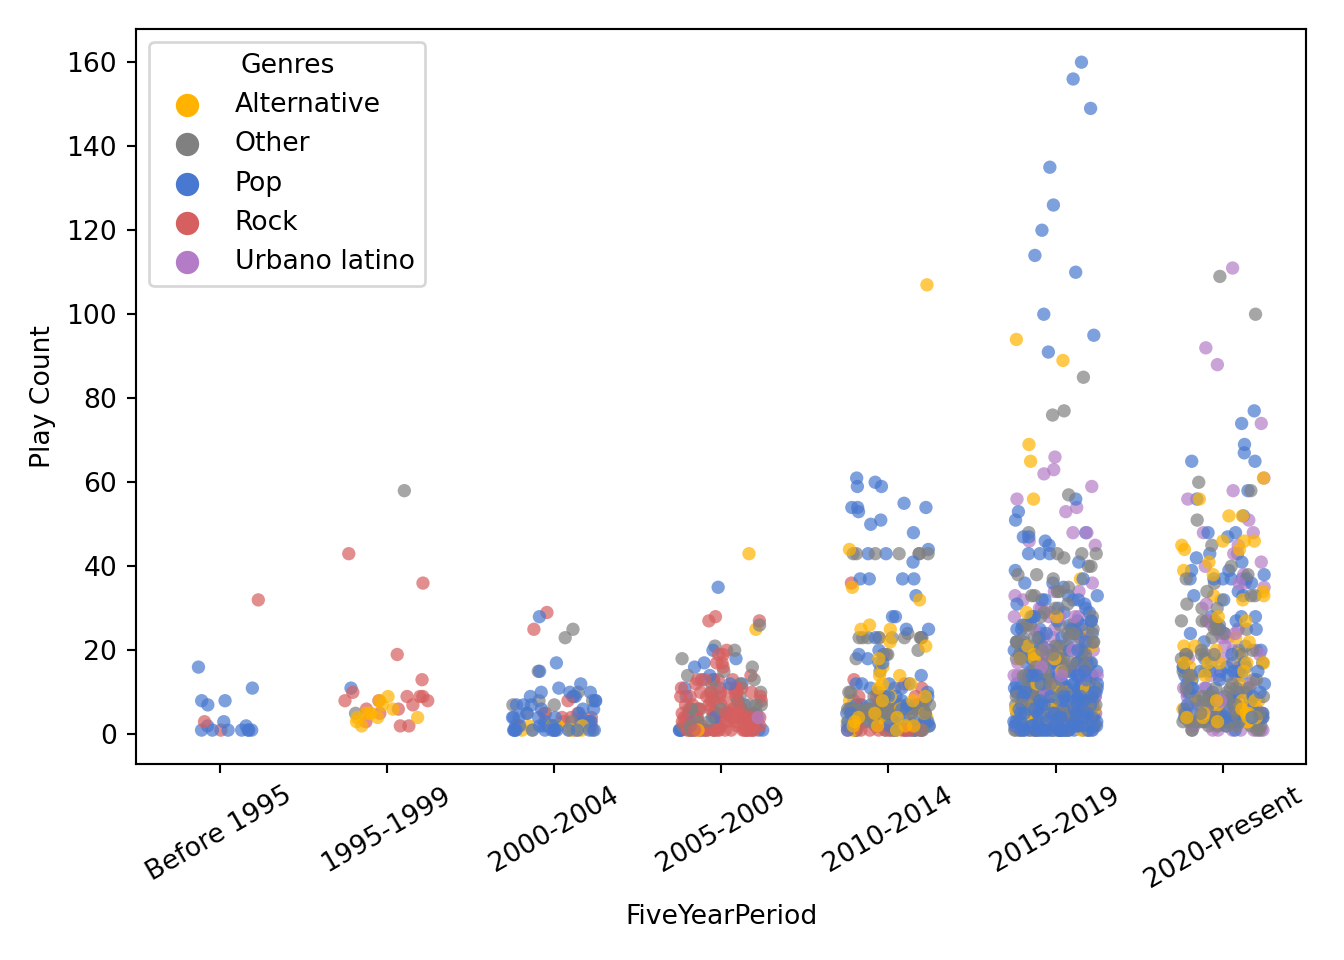 Genres
Alternative
Other
Pop
Rock
Urbano latino
160
140
120
100
80
60
40
20
0
Play Count
Before 1995
1995-1999
2000-2004
2005-2009
2010-2014
2015-2019
2020-Present
FiveYearPeriod